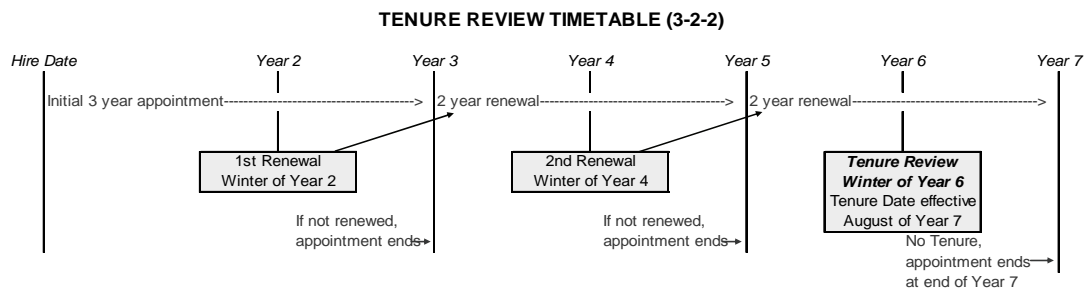 TENURE REVIEW TIMETABLE (3-2-2)
Hire Date Year 2 Year 3 Year 4 Year 5 Year 6 Year 7
Initial 3 year appointment----------------------------> 2 year renewal---------------------------> 2 year renewal--------------------------->
1st Renewal
Winter of Year 2
2nd Renewal
Winter of Year 4
Tenure Review
Winter of Year 6
Tenure Date effective
August of Year 7
If not renewed,
appointment ends
If not renewed,
appointment ends
No Tenure,
appointment ends
at end of Year 7